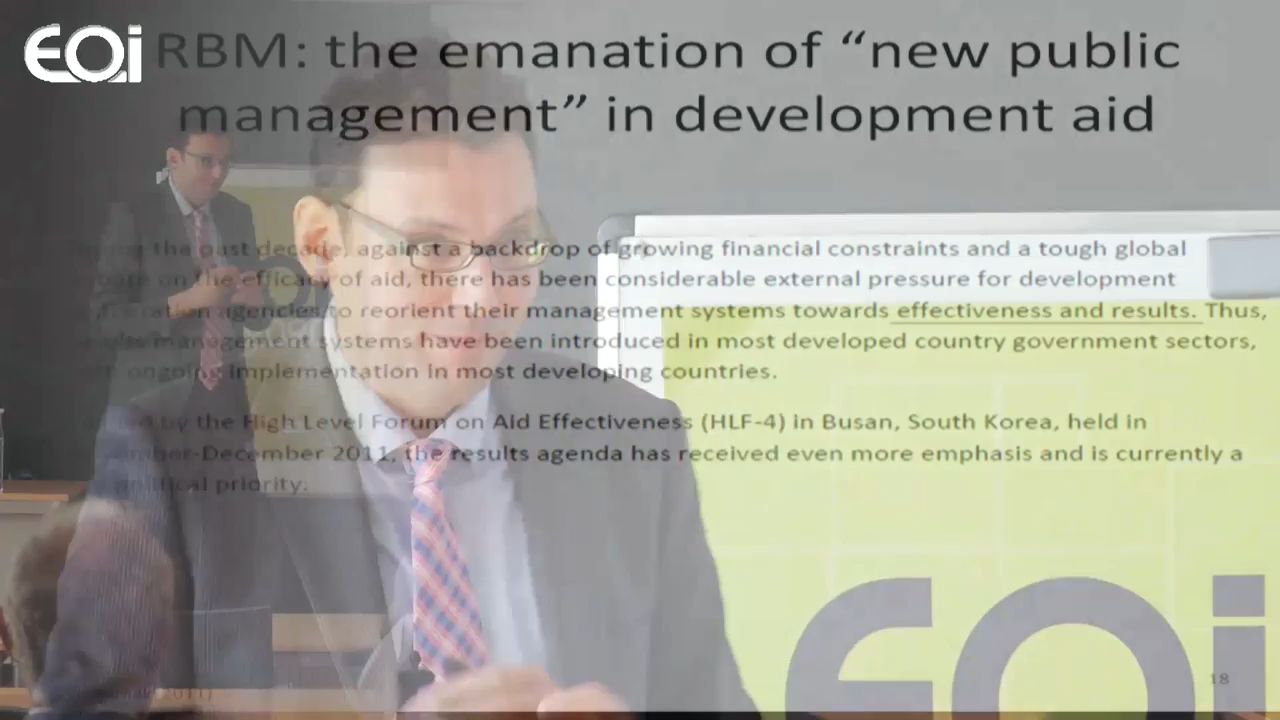 EOi
RBM: the emanation of “new public
management” in development aid
the past decade, against a backdrop of growing financial constraints and a tough global
on the efficacy of aid, there has been considerable external pressure for development
agencies to reorient their management systems towards effectiveness and results. Thus,
management systems have been introduced in most developed country government sectors,
ongoing implementation in most developing countries.
by the High Level Forum on Aid Effectiveness (HLF-4) in Busan, South Korea, held in
-December 2011, the results agenda has received even more emphasis and is currently a
political priority.
EOi
18
2011)